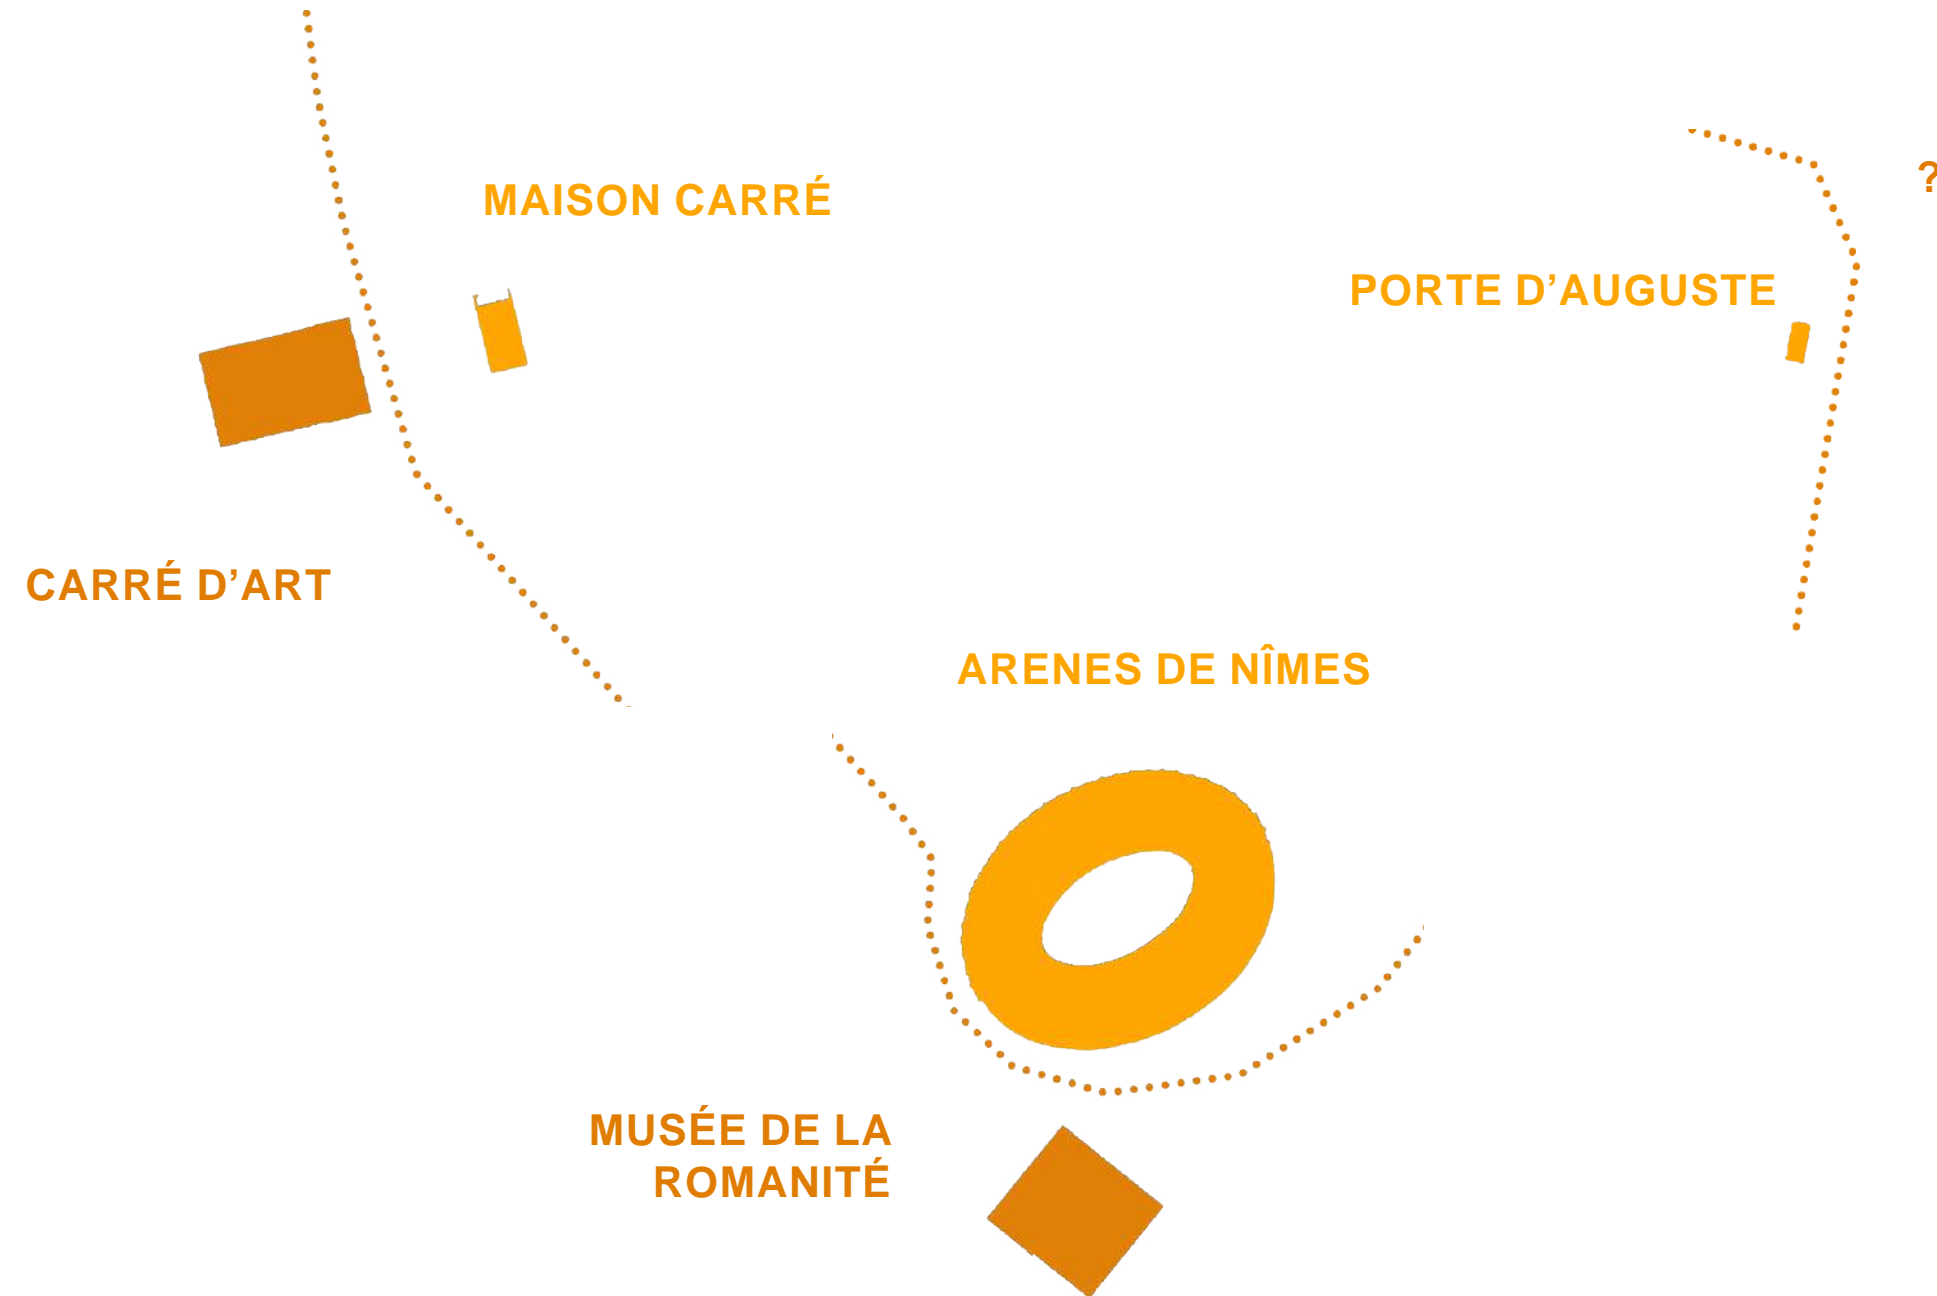 MAISON CARRÉ
?
PORTE D’AUGUSTE
CARRÉ D’ART
ARENES DE NÎMES
MUSÉE DE LA
ROMANITÉ